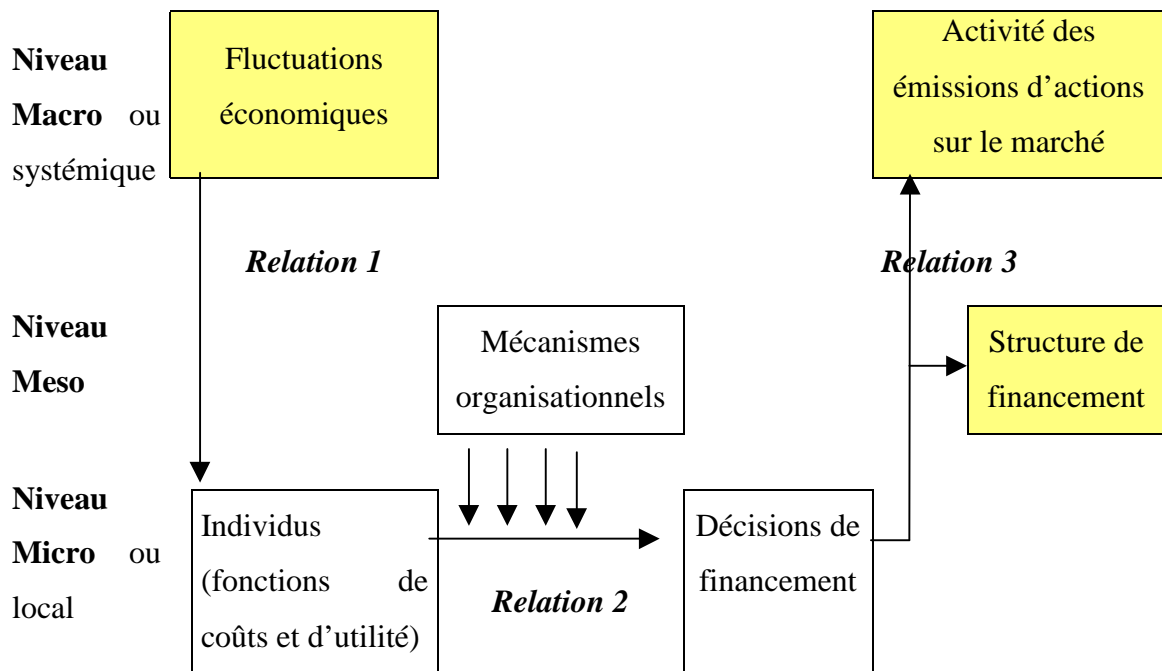 Niveau
Macro ou
systémique
Fluctuations
économiques
Activité des
émissions d’actions
sur le marché
Relation 1
Relation 3
Niveau
Meso
Mécanismes
organisationnels
Structure de
financement
Niveau
Micro ou
local
Individus
(fonctions de
coûts et d’utilité)
Relation 2
Décisions de
financement